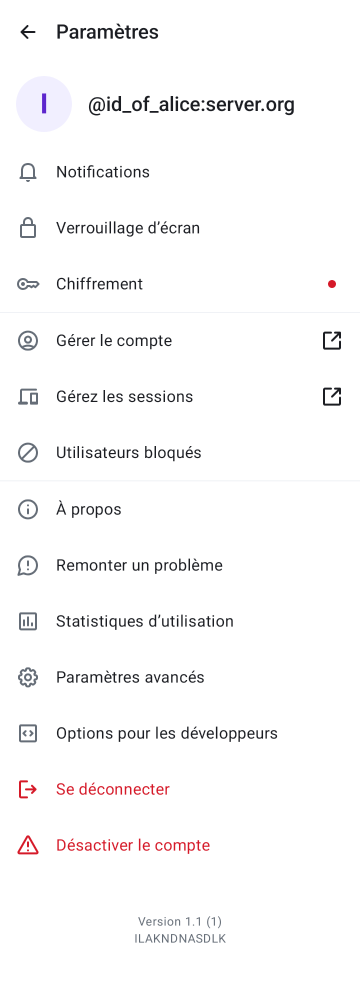 Paramètres
I
@id_of_alice:server.org
Notifications
Verrouillage d’écran
Chiffrement
Gérer le compte
Gérez les sessions
Utilisateurs bloqués
À propos
Remonter un problème
Statistiques d’utilisation
Paramètres avancés
Options pour les développeurs
Se déconnecter
Désactiver le compte
Version 1.1 (1)
ILAKNDNASDLK